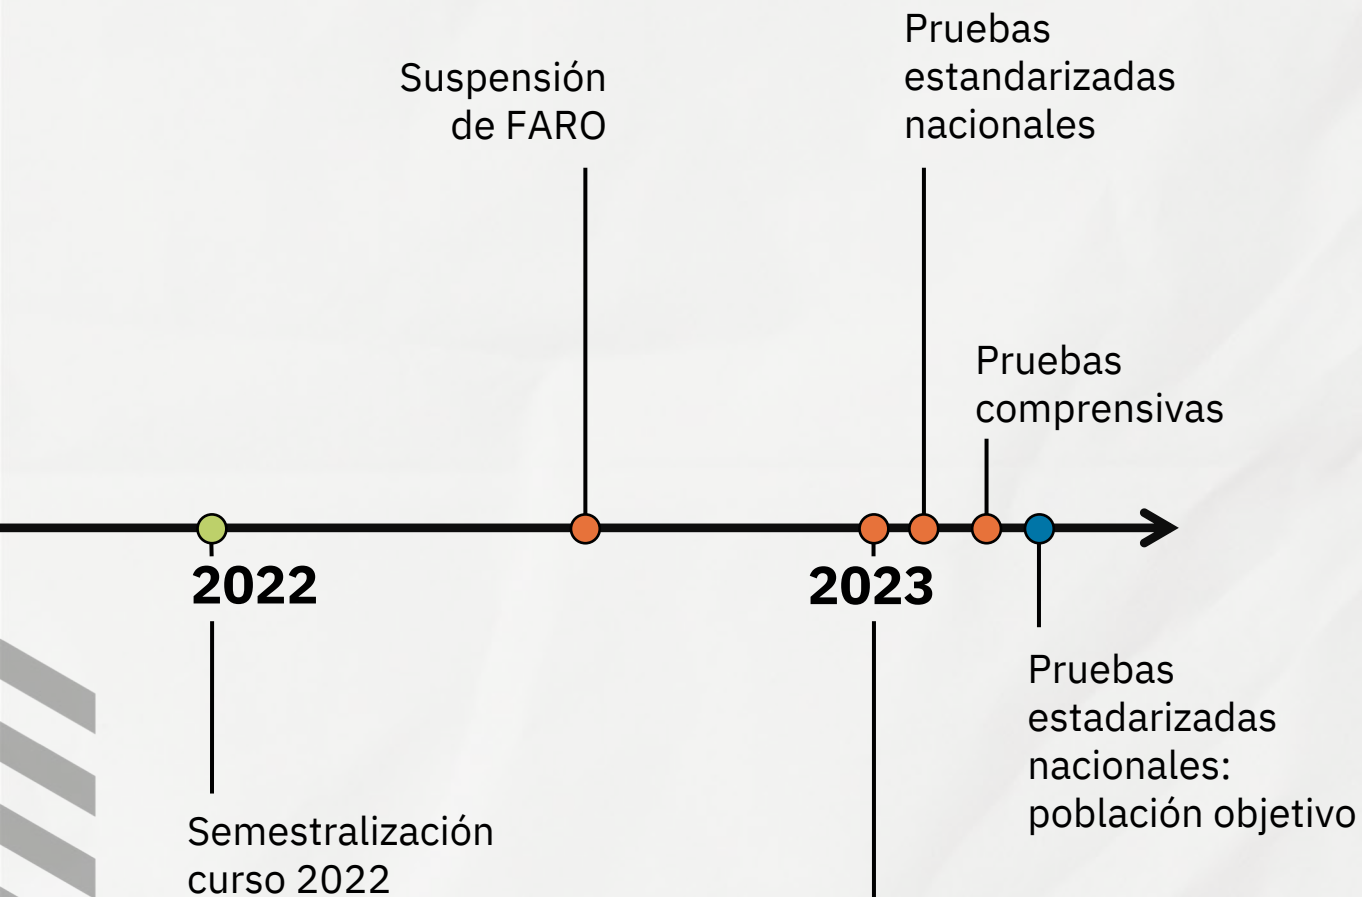 Pruebas
estandarizadas
nacionales
Suspensión
de FARO
Pruebas
comprensivas
2022
2023
Pruebas
estadarizadas
nacionales:
población objetivo
Semestralización
curso 2022